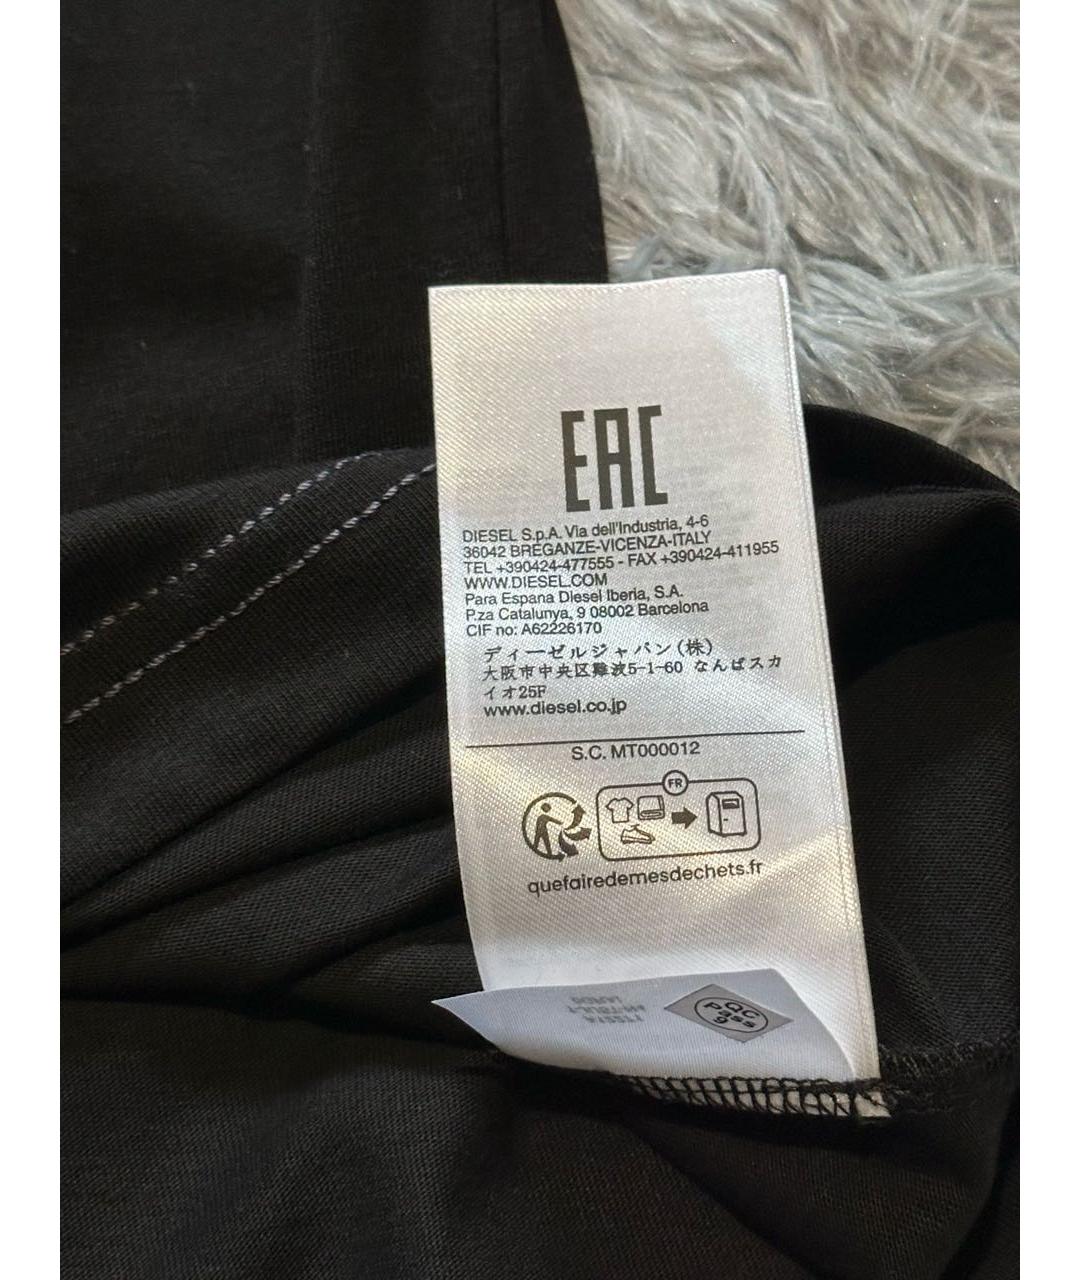 EAC
DIESEL S.p.A. Via dell'Industria, 4-6
36042 BREGANZE-VICENZA-ITALY
TEL +390424-477555 - FAX +390424-411955
WWW.DIESEL.COM
Para Espana Diesel Iberia, S.A.
P.za Catalunya, 9 08002 Barcelona
CIF no: A62226170
ディーゼルジャパン(株)
大阪市中央区難波5-1-60 なんばスカ
イオ25F
www.diesel.co.jp
S.C. MT000012
FR
quefairedemesdechets.fr
QC
Pass
9